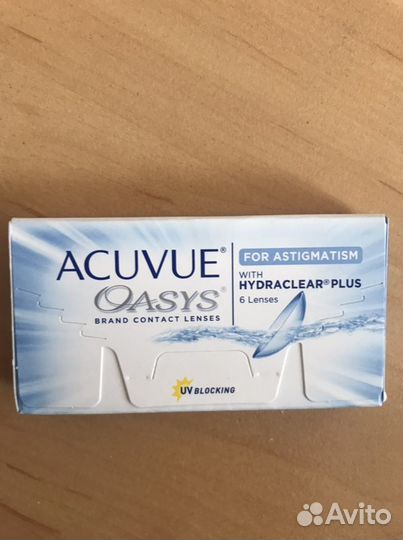 ACUVUE®
OASYS®
BRAND CONTACT LENSES
FOR ASTIGMATISM
WITH
HYDRACLEAR® PLUS
6 Lenses
UV BLOCKING
Avito